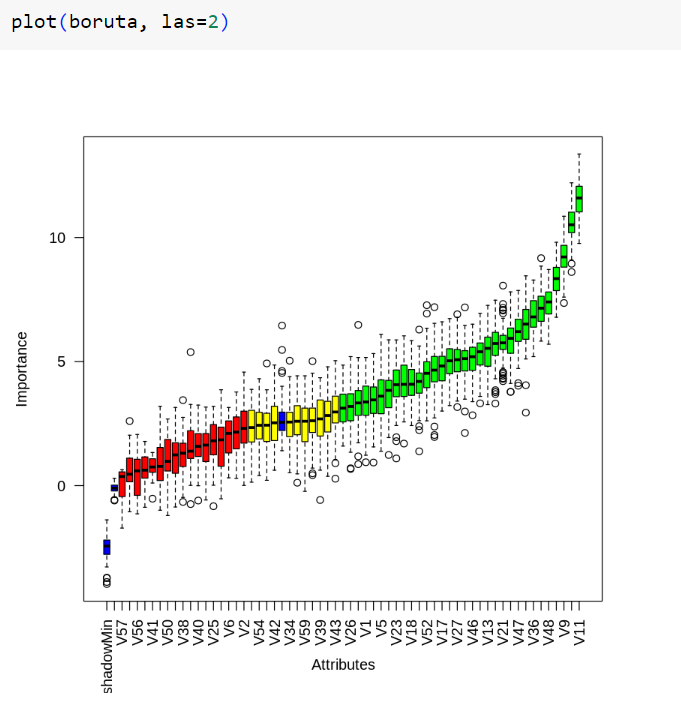 plot(boruta, las=2)
10
5
0
Importance
shadowMin
V57
V56
V41
V50
V38
V40
V25
V6
V2
V54
V42
V34
V59
V39
V43
V26
V1
V5
V23
V18
V52
V17
V27
V46
V13
V21
V47
V36
V48
V9
V11
Attributes